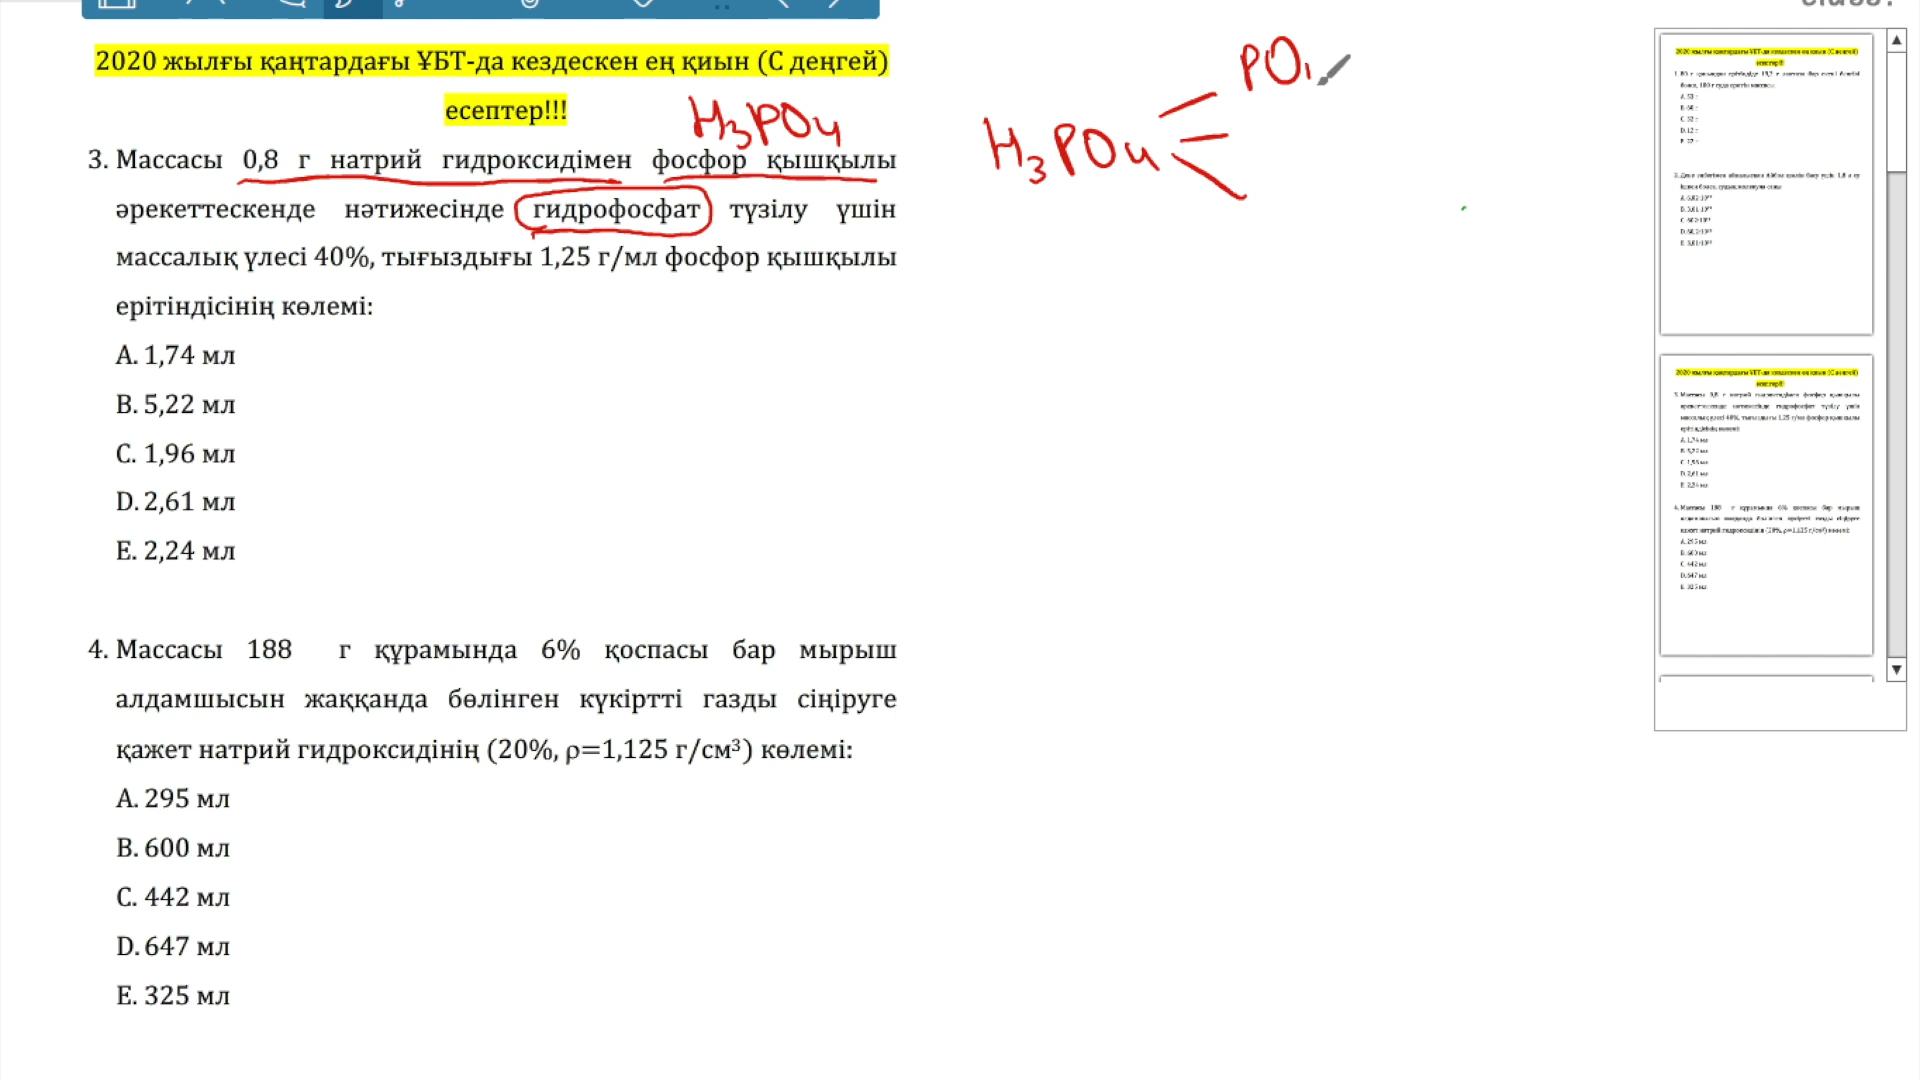 2020 жылғы қаңтардағы ҰБТ-да кездескен ең қиын (С деңгей)
есептер!!!
H3PO4
3. Массасы 0,8 г натрий гидроксидімен фосфор қышқылы
әрекеттескенде нәтижесінде гидрофосфат түзілу үшін
массалық үлесі 40%, тығыздығы 1,25 г/мл фосфор қышқылы
ерітіндісінің көлемі:
A. 1,74 мл
B. 5,22 мл
C. 1,96 мл
D. 2,61 мл
E. 2,24 мл
4. Массасы 188 г құрамында 6% қоспасы бар мырыш
алдамшысын жаққанда бөлінген күкіртті газды сіңіруге
қажет натрий гидроксидінің (20%, ρ=1,125 г/см³) көлемі:
A. 295 мл
B. 600 мл
C. 442 мл
D. 647 мл
E. 325 мл
H3PO4
PO